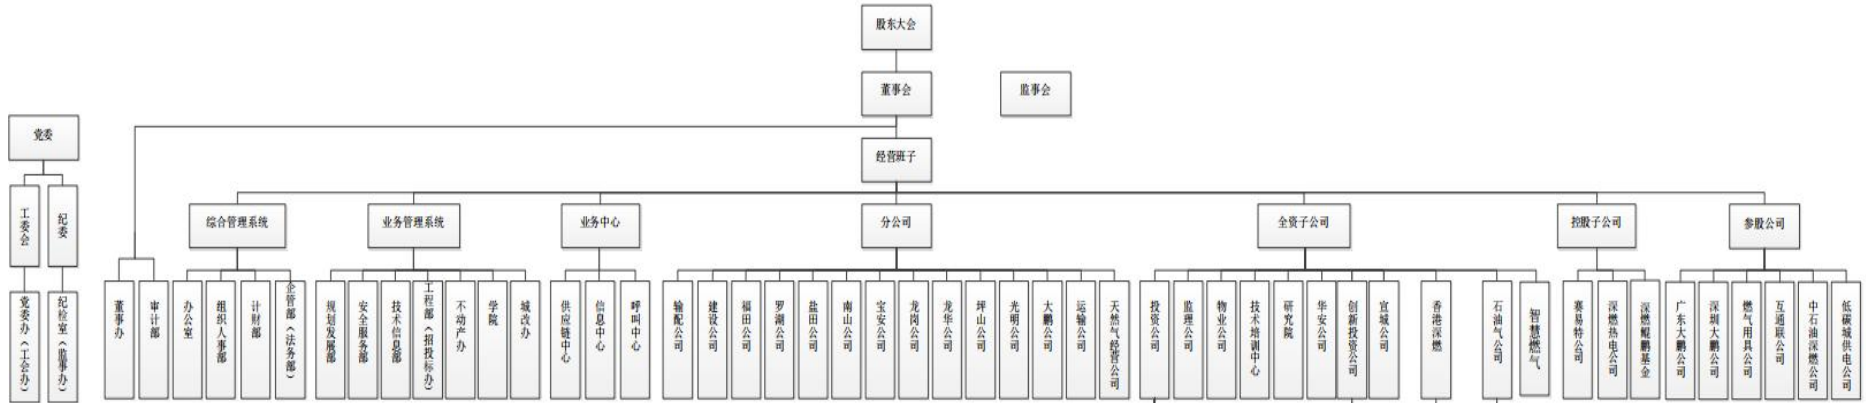 股东大会
董事会
监事会
党委
经营班子
工委会
纪委
综合管理系统
业务管理系统
业务中心
分公司
全资子公司
控股子公司
参股公司
党委办（工会办）
纪检室（监事办）
董事办
审计部
办公室
组织人事部
计财部
企管部（法务部）
规划发展部
安全服务部
技术信息部
工程部（招投标办）
不动产办
学院
城改办
供应链中心
信息中心
呼叫中心
输配公司
建设公司
福田公司
罗湖公司
盐田公司
南山公司
宝安公司
龙岗公司
龙华公司
坪山公司
光明公司
大鹏公司
运输公司
天然气经营公司
投资公司
监理公司
物业公司
技术培训中心
研究院
华安公司
创新投资公司
宣城公司
香港深燃
石油气公司
智慧燃气
赛易特公司
深燃热电公司
深燃鲲鹏基金
广东大鹏公司
深圳大鹏公司
燃气用具公司
互通联公司
中石油深燃公司
低碳城供电公司